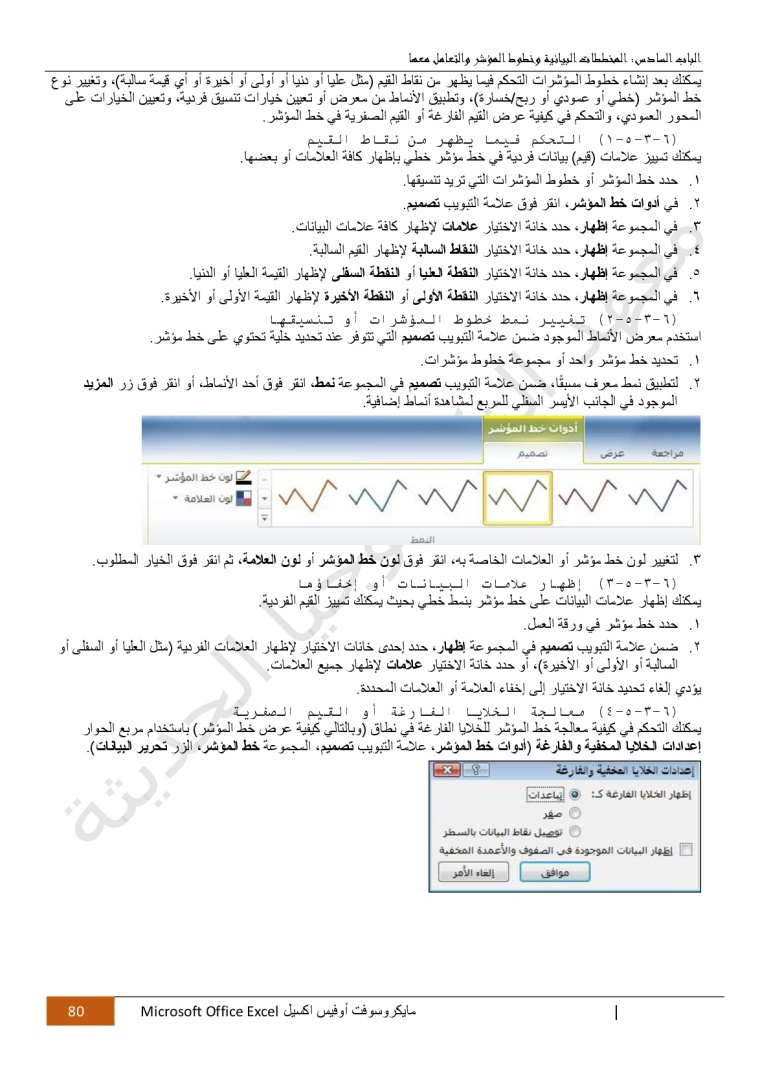 الباب السادس: المخططات البيانية وخطوط المؤشر والتعامل معها
يمكنك بعد إنشاء خطوط المؤشرات التحكم فيما يظهر من نقاط القيم (مثل عليا أو دنيا أو أولى أو أخيرة أو أي قيمة سالبة)، وتغيير نوع
خط المؤشر (خطي أو عمودي أو ربح/خسارة)، وتطبيق الأنماط من معرض أو تعيين خيارات تنسيق فردية، وتعيين الخيارات على
المحور العمودي، والتحكم في كيفية عرض القيم الفارغة أو القيم الصفرية في خط المؤشر.
(٦-٣-٥-١) التحكم فيما يظهر من نقاط القيم
يمكنك تمييز علامات (قيم) بيانات فردية في خط مؤشر خطي بإظهار كافة العلامات أو بعضها.
١. حدد خط المؤشر أو خطوط المؤشرات التي تريد تنسيقها.
٢. في أدوات خط المؤشر، انقر فوق علامة التبويب تصميم.
٣. في المجموعة إظهار، حدد خانة الاختيار علامات لإظهار كافة علامات البيانات.
٤. في المجموعة إظهار، حدد خانة الاختيار النقاط السالبة لإظهار القيم السالبة.
٥. في المجموعة إظهار، حدد خانة الاختيار النقطة العليا أو النقطة السفلى لإظهار القيمة العليا أو الدنيا.
٦. في المجموعة إظهار، حدد خانة الاختيار النقطة الأولى أو النقطة الأخيرة لإظهار القيمة الأولى أو الأخيرة.
(٦-٣-٥-٢) تغيير نمط خطوط المؤشرات أو تنسيقها
استخدم معرض الأنماط الموجود ضمن علامة التبويب تصميم التي تتوفر عند تحديد خلية تحتوي على خط مؤشر.
١. تحديد خط مؤشر واحد أو مجموعة خطوط مؤشرات.
٢. لتطبيق نمط معرف مسبقًا، ضمن علامة التبويب تصميم في المجموعة نمط، انقر فوق أحد الأنماط، أو انقر فوق زر المزيد
الموجود في الجانب الأيسر السفلي للمربع لمشاهدة أنماط إضافية.
أدوات خط المؤشر
مراجعة عرض تصميم
لون خط المؤشر
لون العلامة
النمط
٣. لتغيير لون خط مؤشر أو العلامات الخاصة به، انقر فوق لون خط المؤشر أو لون العلامة، ثم انقر فوق الخيار المطلوب.
(٦-٣-٥-٣) إظهار علامات البيانات أو إخفاؤها
يمكنك إظهار علامات البيانات على خط مؤشر بنمط خطي بحيث يمكنك تمييز القيم الفردية.
١. حدد خط مؤشر في ورقة العمل.
٢. ضمن علامة التبويب تصميم في المجموعة إظهار، حدد إحدى خانات الاختيار لإظهار العلامات الفردية (مثل العليا أو السفلى أو
السالبة أو الأولى أو الأخيرة)، أو حدد خانة الاختيار علامات لإظهار جميع العلامات.
يؤدي إلغاء تحديد خانة الاختيار إلى إخفاء العلامة أو العلامات المحددة.
(٦-٣-٥-٤) معالجة الخلايا الفارغة أو القيم الصفرية
يمكنك التحكم في كيفية معالجة خط المؤشر للخلايا الفارغة في نطاق (وبالتالي كيفية عرض خط المؤشر) باستخدام مربع الحوار
إعدادات الخلايا المخفية والفارغة (أدوات خط المؤشر، علامة التبويب تصميم، المجموعة خط المؤشر، الزر تحرير البيانات).
إعدادات الخلايا المخفية والفارغة
إظهار الخلايا الفارغة كـ: تباعدات
صفر
توصيل نقاط البيانات بالسطر
إظهار البيانات الموجودة في الصفوف والأعمدة المخفية
موافق إلغاء الأمر
مايكروسوفت أوفيس اكسيل Microsoft Office Excel 80